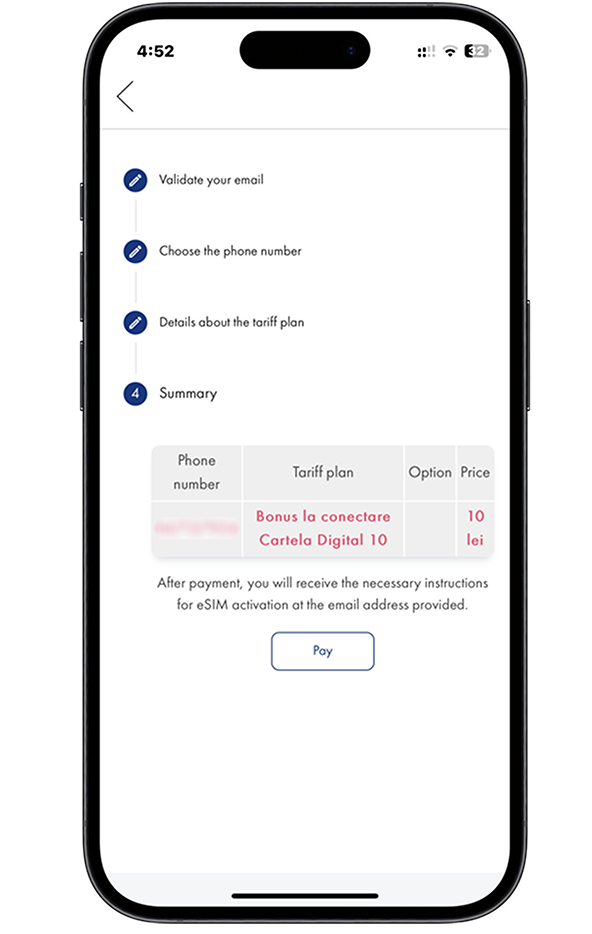 4:52
32
Validate your email
Choose the phone number
Details about the tariff plan
4 Summary
Phone
number
Tariff plan
Option
Price
Bonus la conectare
Cartela Digital 10
10
lei
After payment, you will receive the necessary instructions
for eSIM activation at the email address provided.
Pay